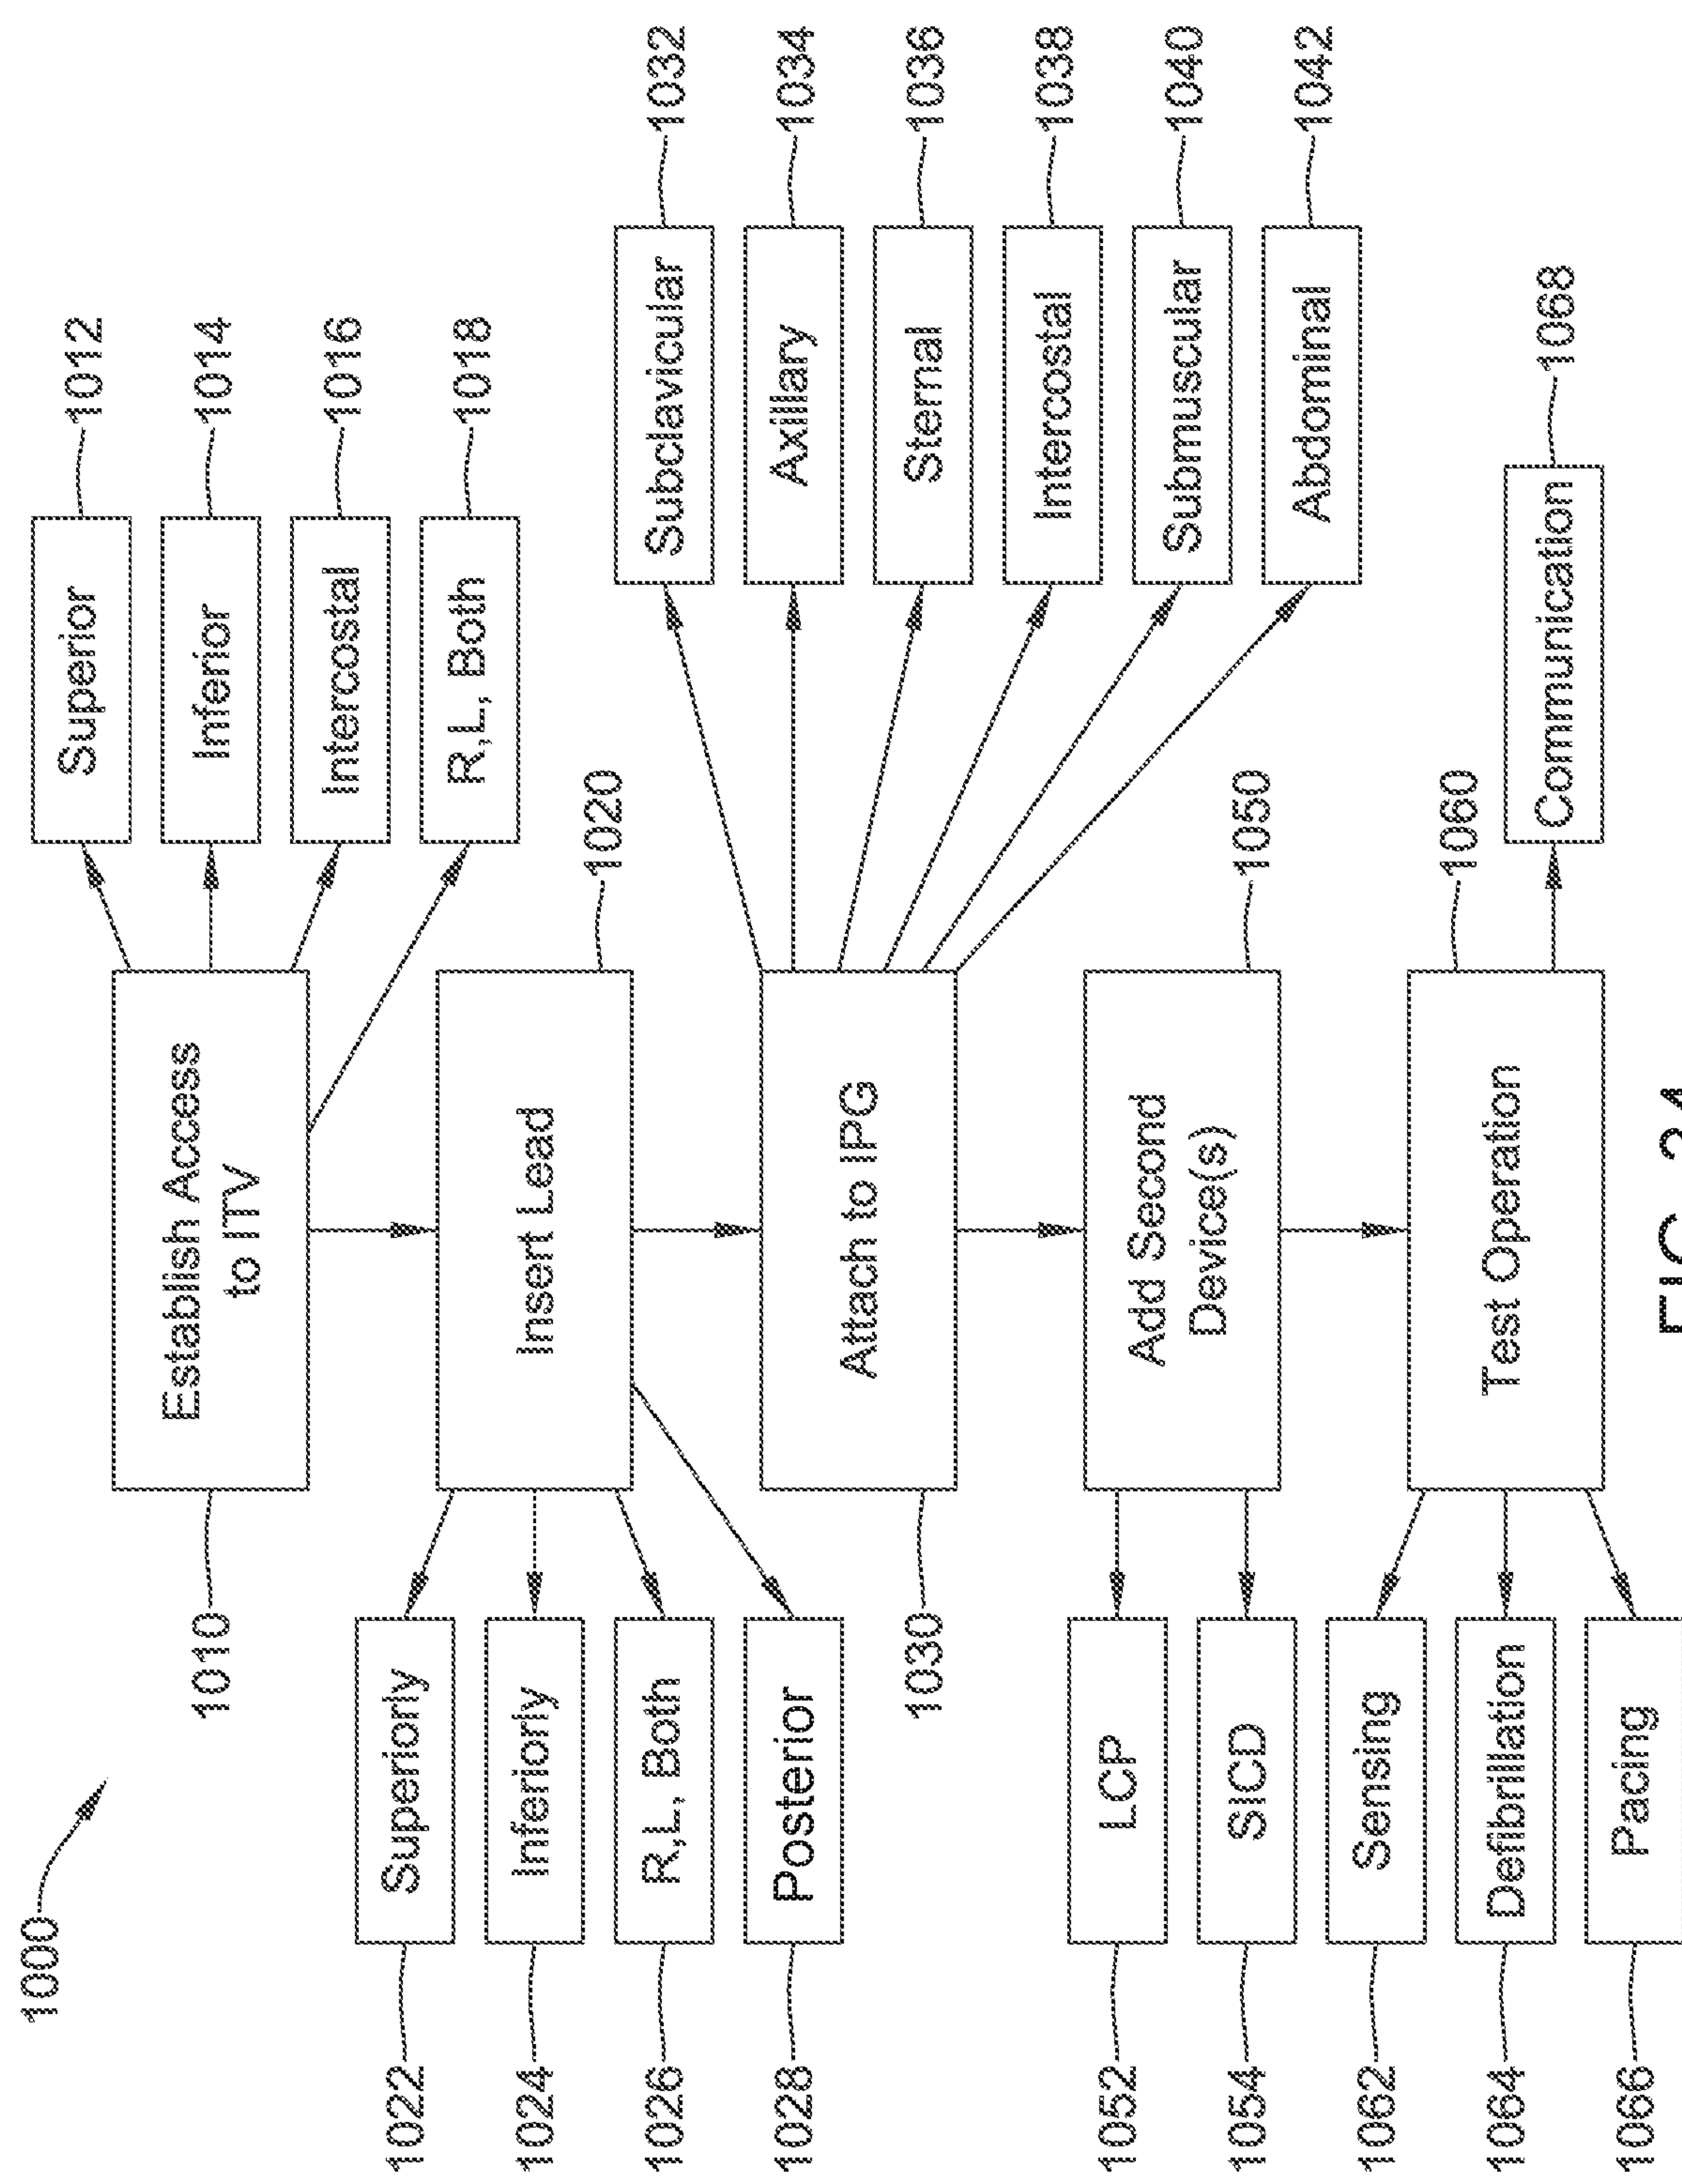 1000
1010
Establish Access
to ITV
Superior
1012
Inferior
1014
Intercostal
1016
R,L, Both
1018
1022
Superiorly
1024
Inferiorly
1026
R,L, Both
1028
Posterior
Insert Lead
1020
1030
Attach to IPG
Subclavicular
1032
Axillary
1034
Sternal
1036
Intercostal
1038
Submuscular
1040
Abdominal
1042
1052
LCP
1054
SICD
Add Second
Device(s)
1050
1062
Sensing
1064
Defibrillation
1066
Pacing
Test Operation
1060
Communication
1068
FIG.